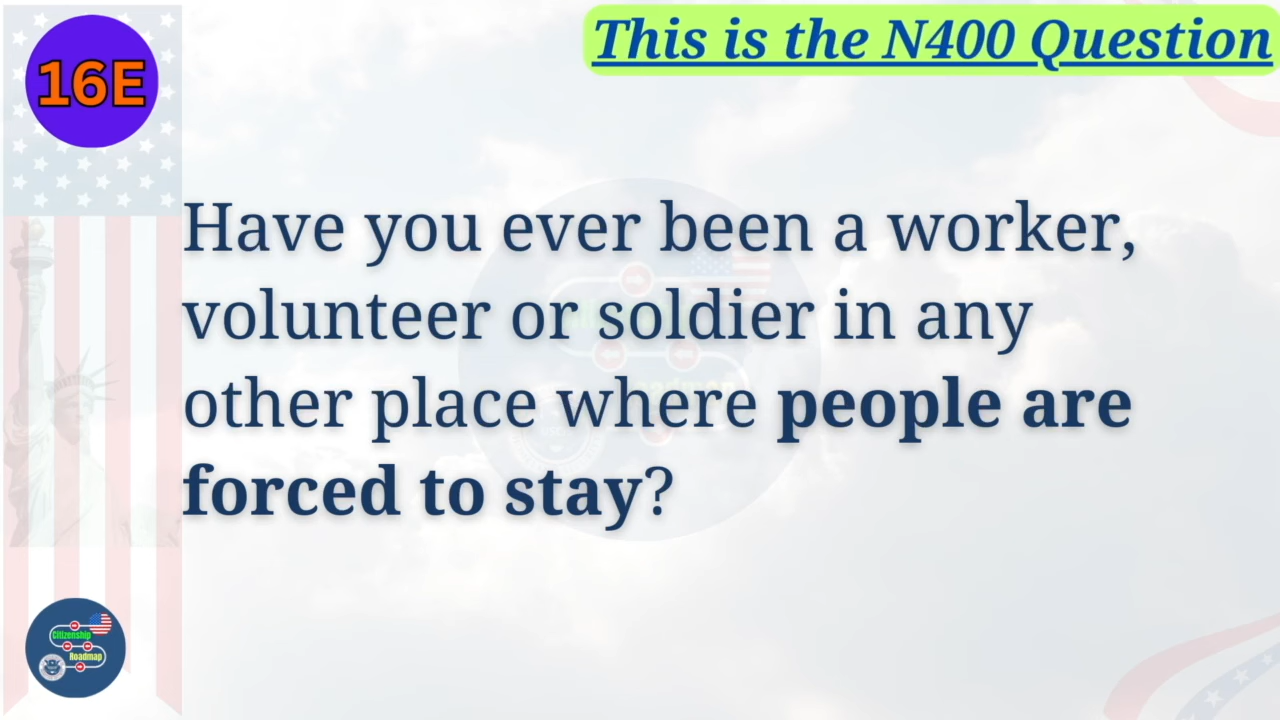 16E
This is the N400 Question
Have you ever been a worker,
volunteer or soldier in any
other place where people are
forced to stay?
Citizenship
Roadmap